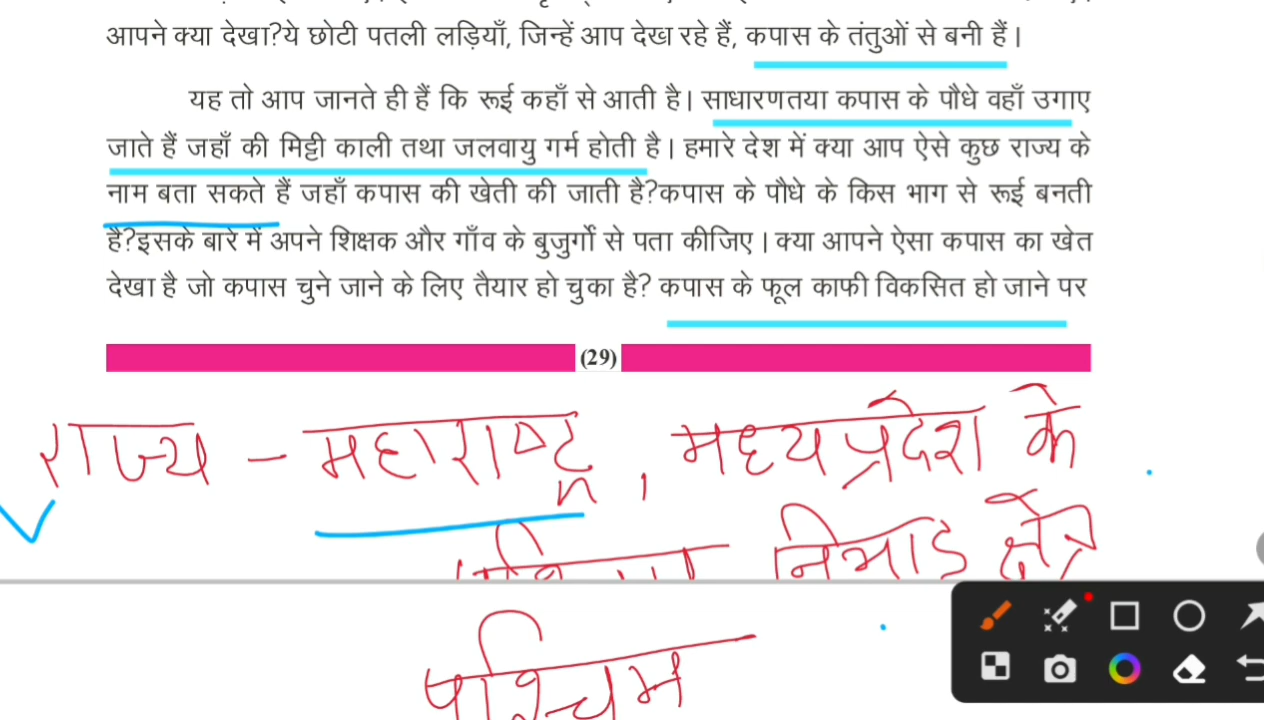 आपने क्या देखा?ये छोटी पतली लड़ियाँ, जिन्हें आप देख रहे हैं, कपास के तंतुओं से बनी हैं।
यह तो आप जानते ही हैं कि रूई कहाँ से आती है। साधारणतया कपास के पौधे वहाँ उगाए
जाते हैं जहाँ की मिट्टी काली तथा जलवायु गर्म होती है। हमारे देश में क्या आप ऐसे कुछ राज्य के
नाम बता सकते हैं जहाँ कपास की खेती की जाती है?कपास के पौधे के किस भाग से रूई बनती
है?इसके बारे में अपने शिक्षक और गाँव के बुजुर्गों से पता कीजिए। क्या आपने ऐसा कपास का खेत
देखा है जो कपास चुने जाने के लिए तैयार हो चुका है? कपास के फूल काफी विकसित हो जाने पर
(29)
राज्य - महाराष्ट्र, मध्यप्रदेश के
निमाड क्षेत्र
पश्चिम